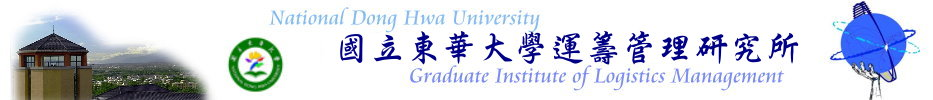 National Dong Hwa University
國立東華大學運籌管理研究所
Graduate Institute of Logistics Management